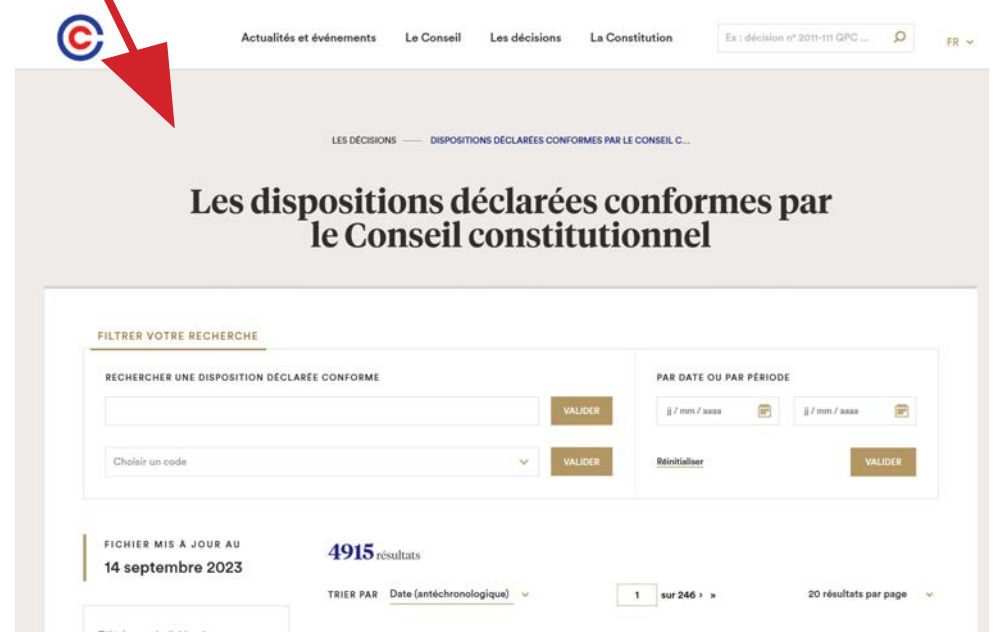 Actualités et événements Le Conseil Les décisions La Constitution Ex : décision n° 2011-111 QPC ... FR
LES DÉCISIONS DISPOSITIONS DÉCLARÉES CONFORMES PAR LE CONSEIL C...
Les dispositions déclarées conformes par
le Conseil constitutionnel
FILTRER VOTRE RECHERCHE
RECHERCHER UNE DISPOSITION DÉCLARÉE CONFORME
VALIDER
Choisir un code VALIDER
PAR DATE OU PAR PÉRIODE
jj / mm / aaaa jj / mm / aaaa
Réinitialiser VALIDER
FICHIER MIS À JOUR AU
14 septembre 2023
4915 résultats
TRIER PAR Date (antéchronologique) 1 sur 246 › » 20 résultats par page